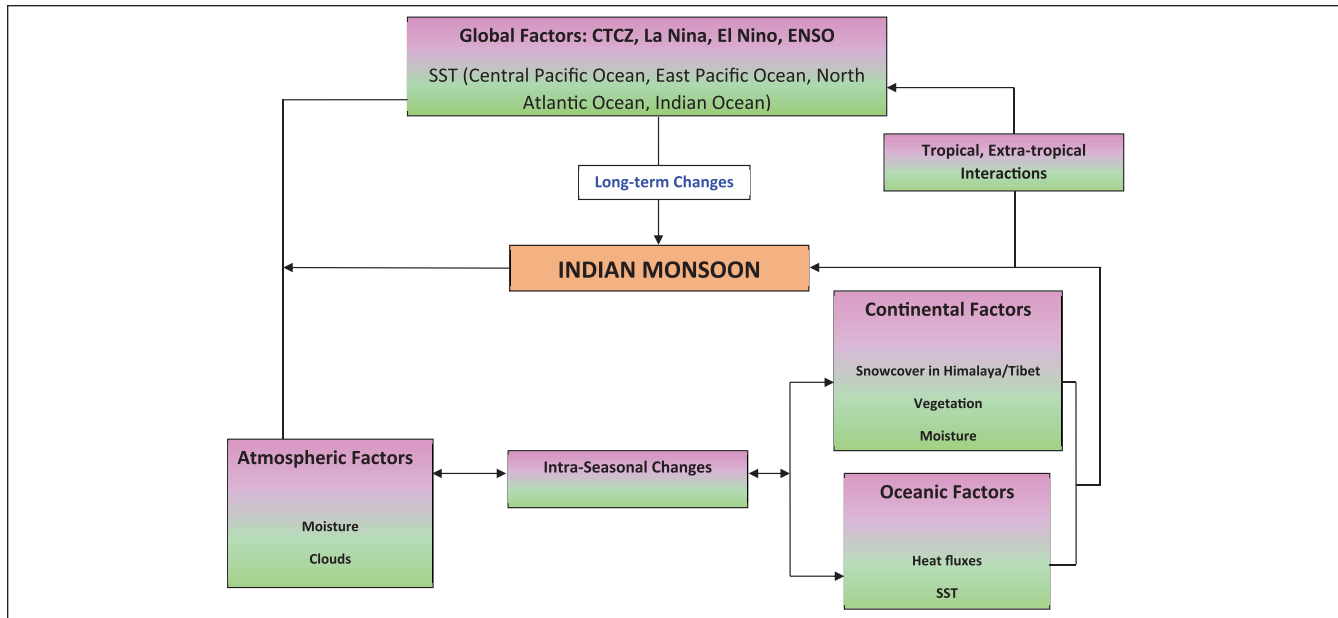 Global Factors: CTCZ, La Nina, El Nino, ENSO
SST (Central Pacific Ocean, East Pacific Ocean, North
Atlantic Ocean, Indian Ocean)
Tropical, Extra-tropical
Interactions
Long-term Changes
INDIAN MONSOON
Continental Factors
Snowcover in Himalaya/Tibet
Vegetation
Moisture
Atmospheric Factors
Moisture
Clouds
Intra-Seasonal Changes
Oceanic Factors
Heat fluxes
SST